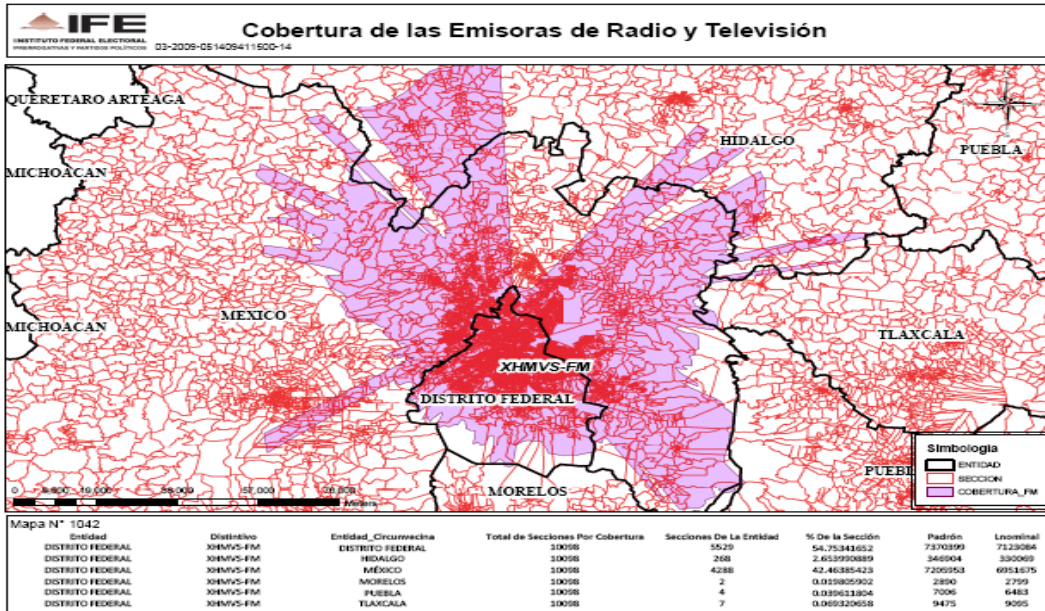 IFE
INSTITUTO FEDERAL ELECTORAL
PRERROGATIVAS Y PARTIDOS POLÍTICOS
03-2009-051409411500-14
Cobertura de las Emisoras de Radio y Televisión
QUERETARO ARTEAGA
HIDALGO
PUEBLA
MICHOACAN
MICHOACAN
MEXICO
TLAXCALA
XHMVS-FM
DISTRITO FEDERAL
MORELOS
Simbología
ENTIDAD
SECCION
COBERTURA_FM
Mapa N° 1042
Entidad Distintivo Entidad_Circunvecina Total de Secciones Por Cobertura Secciones De La Entidad % De la Sección Padrón Lnominal
DISTRITO FEDERAL XHMVS-FM DISTRITO FEDERAL 10098 5529 54.75341652 7370399 7123084
DISTRITO FEDERAL XHMVS-FM HIDALGO 10098 268 2.653990889 346904 330069
DISTRITO FEDERAL XHMVS-FM MÉXICO 10098 4288 42.46385423 7205953 6951675
DISTRITO FEDERAL XHMVS-FM MORELOS 10098 2 0.019805902 2890 2799
DISTRITO FEDERAL XHMVS-FM PUEBLA 10098 4 0.039611804 7006 6483
DISTRITO FEDERAL XHMVS-FM TLAXCALA 10098 7 0.069320658 9475 9095